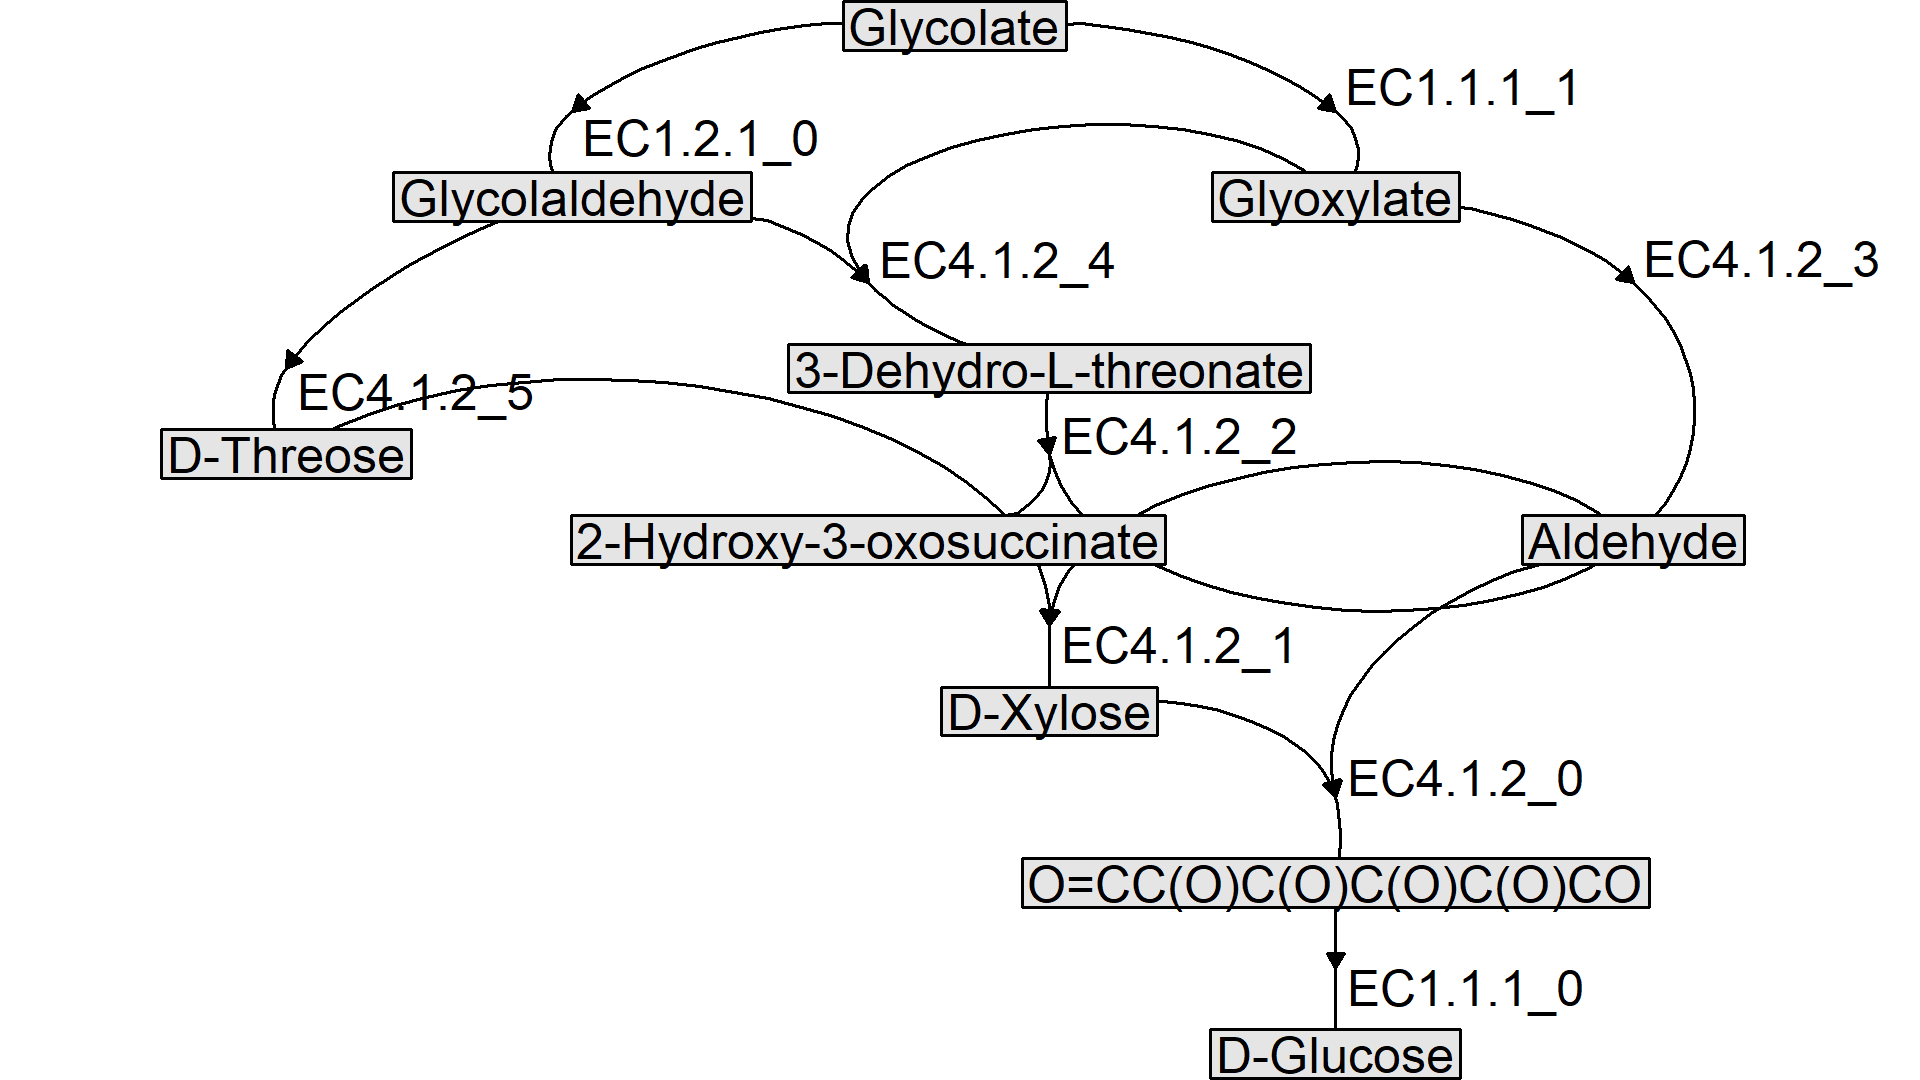 Glycolate
EC1.1.1_1
EC1.2.1_0
Glycolaldehyde
Glyoxylate
EC4.1.2_4
EC4.1.2_3
3-Dehydro-L-threonate
EC4.1.2_5
EC4.1.2_2
D-Threose
2-Hydroxy-3-oxosuccinate
Aldehyde
EC4.1.2_1
D-Xylose
EC4.1.2_0
O=CC(O)C(O)C(O)C(O)CO
EC1.1.1_0
D-Glucose